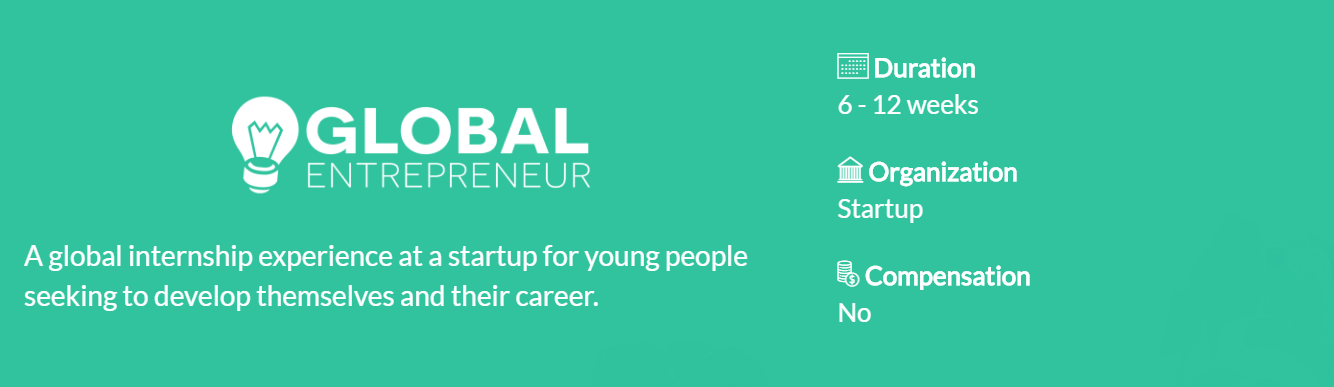 GLOBAL
ENTREPRENEUR
A global internship experience at a startup for young people
seeking to develop themselves and their career.
Duration
6 - 12 weeks
Organization
Startup
Compensation
No